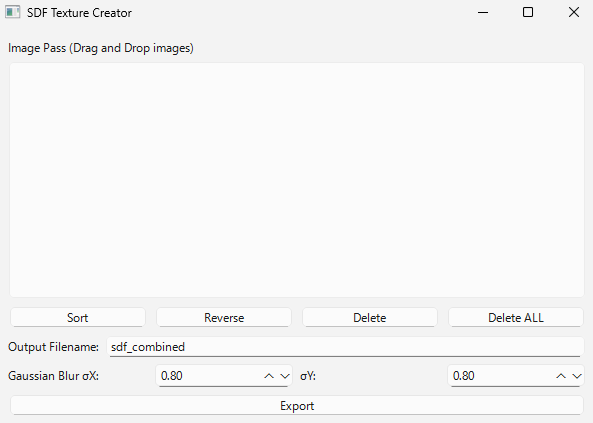 SDF Texture Creator
Image Pass (Drag and Drop images)
Sort Reverse Delete Delete ALL
Output Filename: sdf_combined
Gaussian Blur σX: 0.80 σY: 0.80
Export